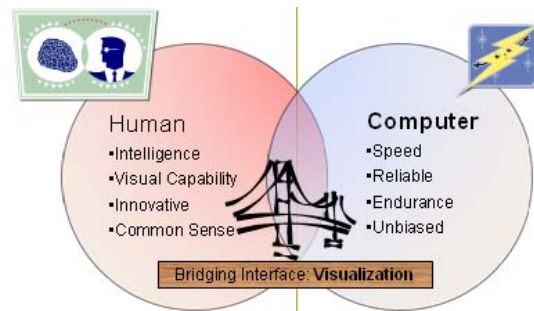 Human
▪Intelligence
▪Visual Capability
▪Innovative
▪Common Sense
Computer
▪Speed
▪Reliable
▪Endurance
▪Unbiased
Bridging Interface: Visualization